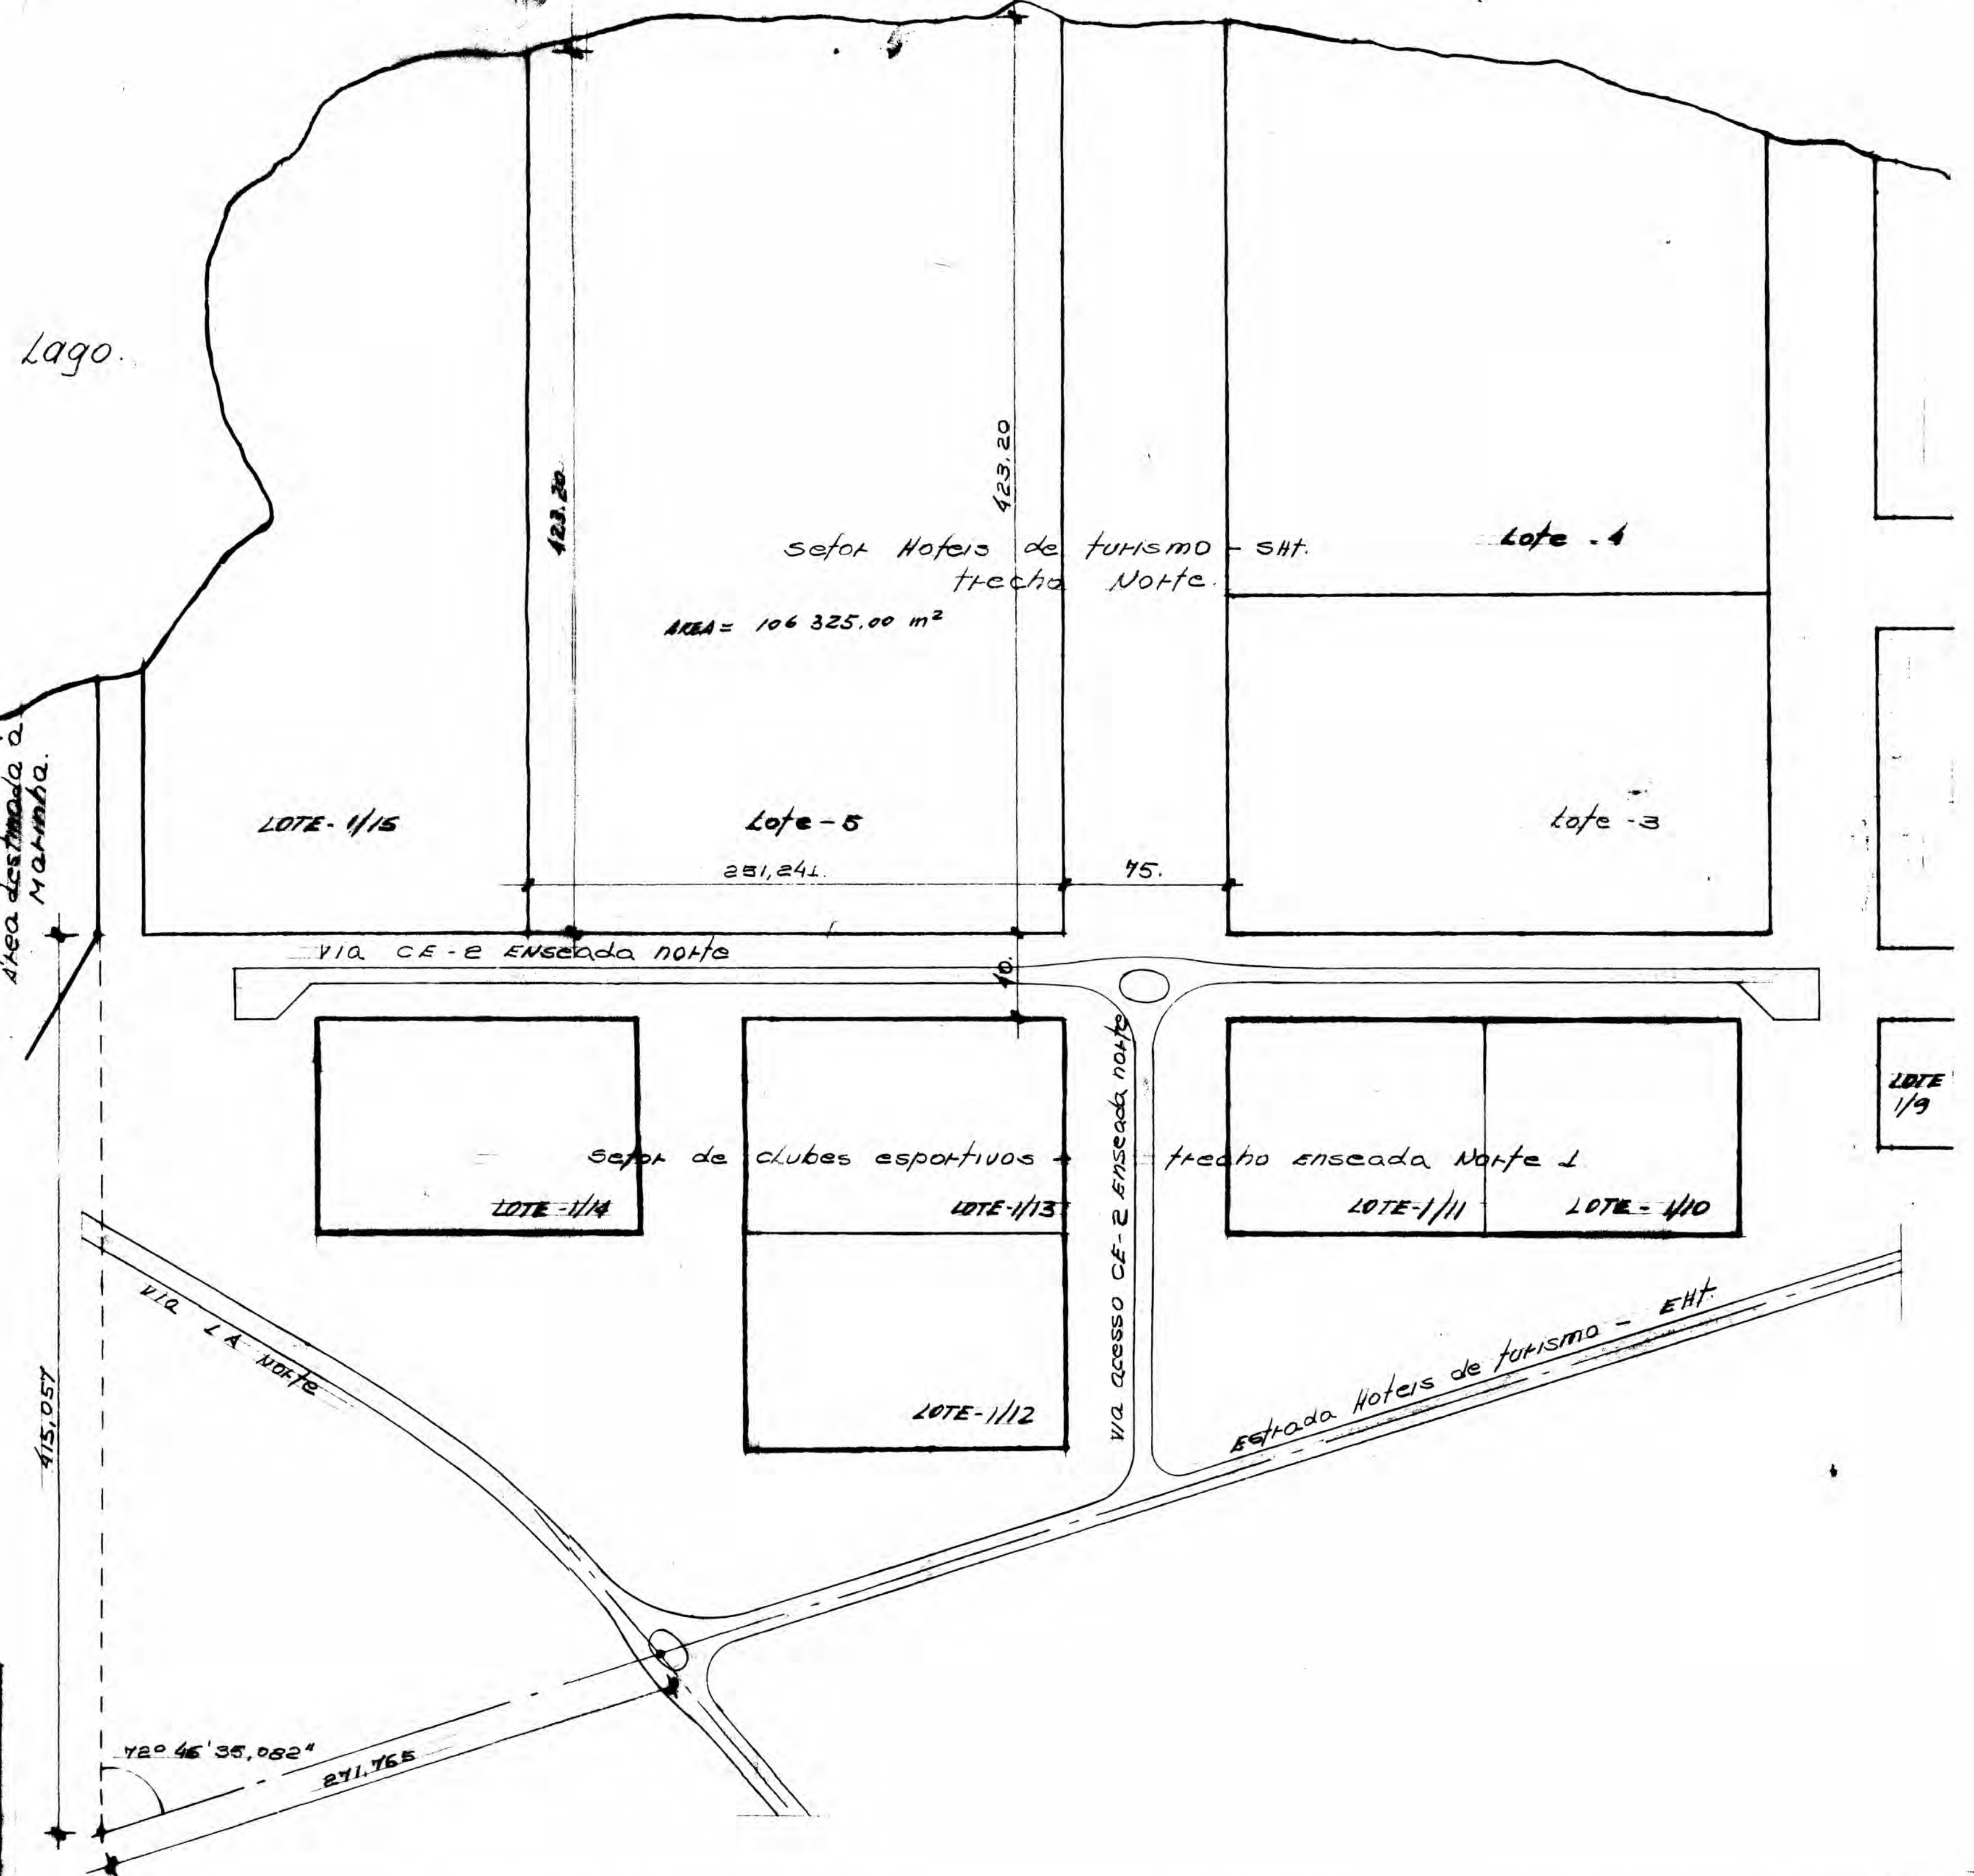 Lago.
423.20
423,20
Setor Hoteis de turismo - SHt.
trecho Norte.
Lote - 4
AREA = 106 325,00 m²
Área destinada à
Marinha.
LOTE - 1/15
Lote - 5
Lote - 3
251,241.
75.
Via CE-2 ENSeada norte
40.
via acesso CE-2 Enseada norte
LOTE
1/9
Setor de clubes esportivos - trecho Enseada Norte 1
LOTE - 1/14
LOTE-1/13
LOTE-1/11
LOTE - 1/10
via LA Norte
LOTE-1/12
Estrada Hoteis de turismo - EHt.
415,057
72º 46' 35,082"
271,765